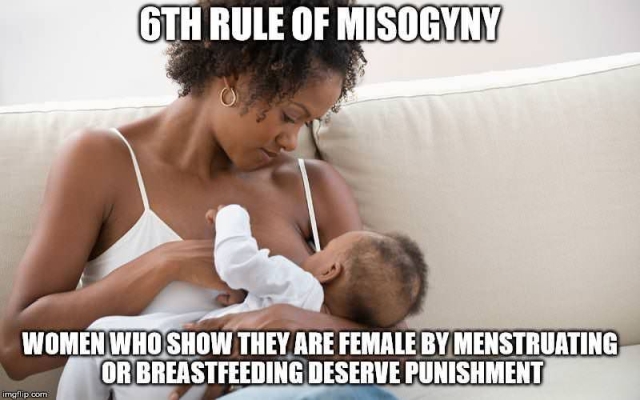 6TH RULE OF MISOGYNY
WOMEN WHO SHOW THEY ARE FEMALE BY MENSTRUATING
OR BREASTFEEDING DESERVE PUNISHMENT
imgflip.com